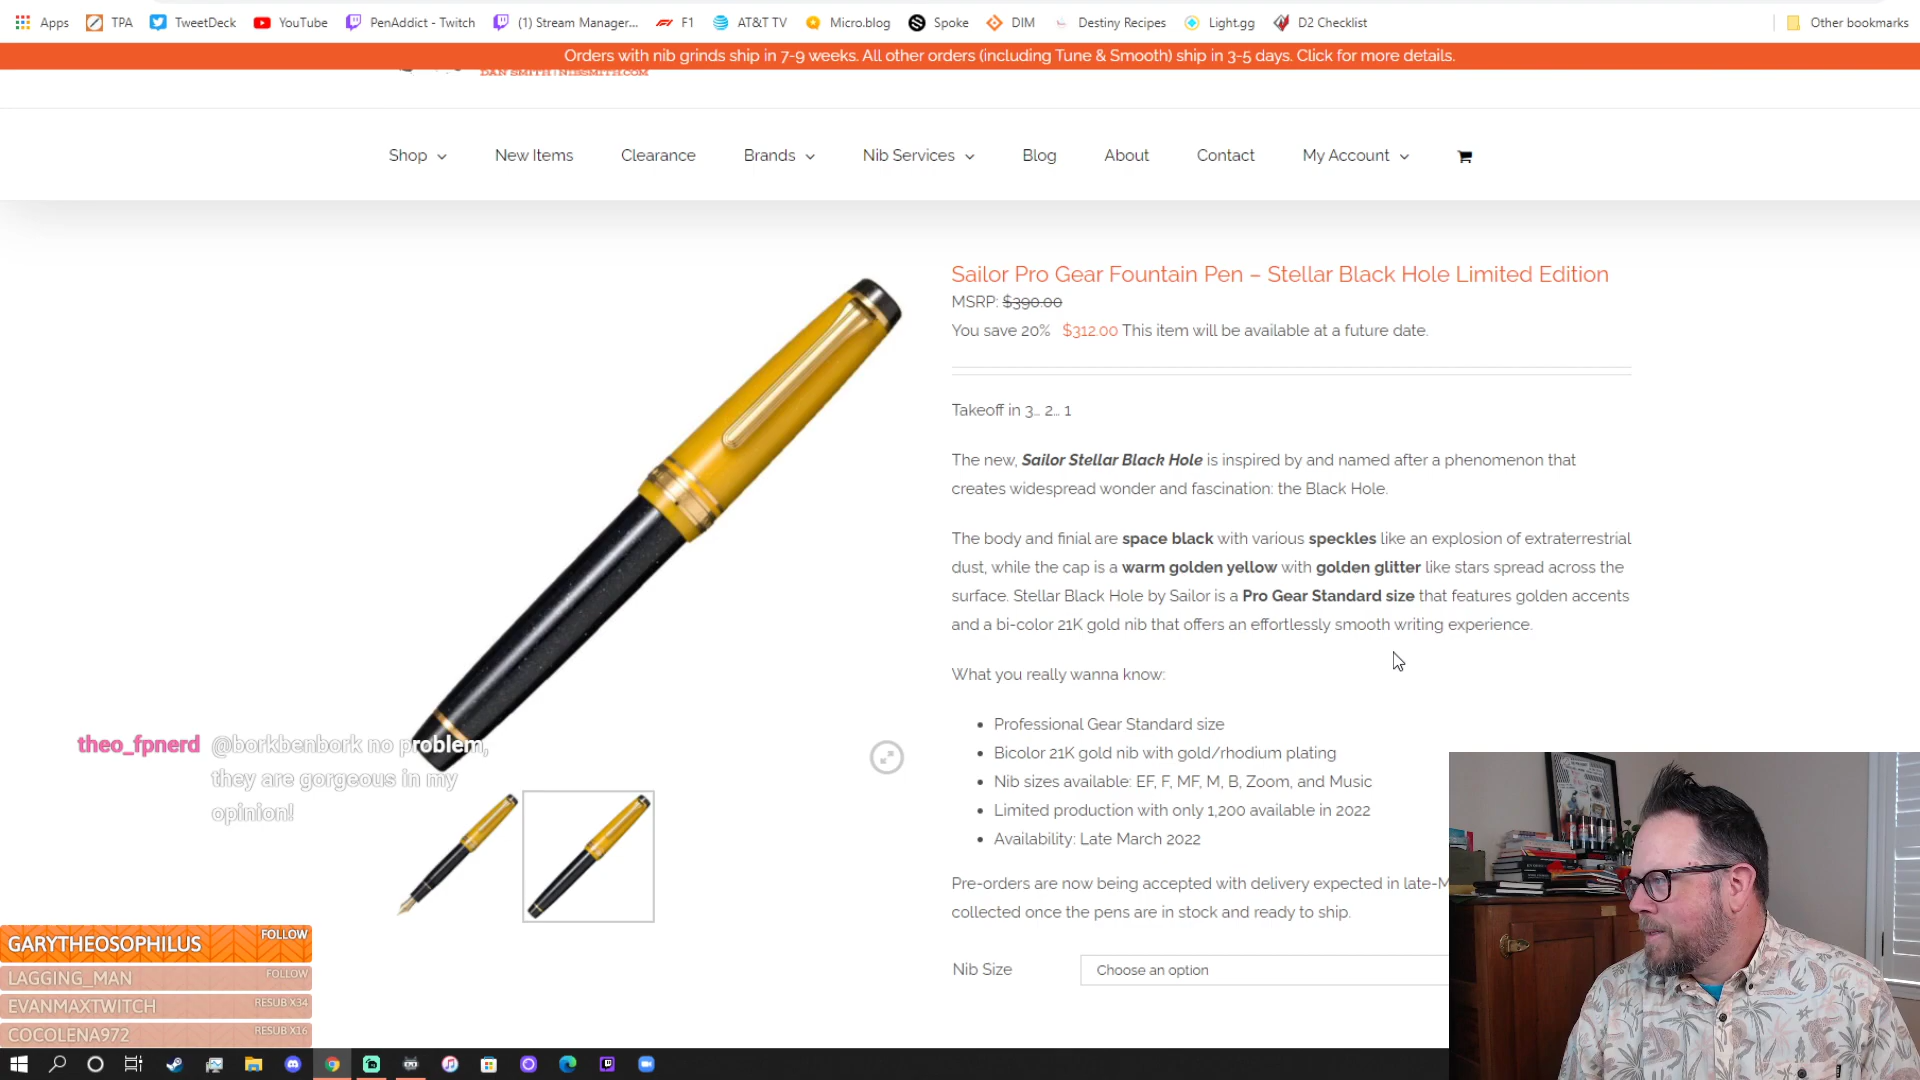 Apps
TPA
TweetDeck
YouTube
PenAddict - Twitch
(1) Stream Manager...
F1
AT&T TV
Micro.blog
Spoke
DIM
Destiny Recipes
Light.gg
D2 Checklist
Other bookmarks
Orders with nib grinds ship in 7-9 weeks. All other orders (including Tune & Smooth) ship in 3-5 days. Click for more details.
DAN SMITH | NIBSMITH.COM
Shop
New Items
Clearance
Brands
Nib Services
Blog
About
Contact
My Account
Sailor Pro Gear Fountain Pen – Stellar Black Hole Limited Edition
MSRP: $390.00
You save 20% $312.00 This item will be available at a future date.
Takeoff in 3… 2… 1
The new, Sailor Stellar Black Hole is inspired by and named after a phenomenon that
creates widespread wonder and fascination: the Black Hole.
The body and finial are space black with various speckles like an explosion of extraterrestrial
dust, while the cap is a warm golden yellow with golden glitter like stars spread across the
surface. Stellar Black Hole by Sailor is a Pro Gear Standard size that features golden accents
and a bi-color 21K gold nib that offers an effortlessly smooth writing experience.
What you really wanna know:
• Professional Gear Standard size
• Bicolor 21K gold nib with gold/rhodium plating
• Nib sizes available: EF, F, MF, M, B, Zoom, and Music
• Limited production with only 1,200 available in 2022
• Availability: Late March 2022
Pre-orders are now being accepted with delivery expected in late-M
collected once the pens are in stock and ready to ship.
Nib Size
Choose an option
theo_fpnerd @borkbenbork no problem,
they are gorgeous in my
opinion!
GARYTHEOSOPHILUS FOLLOW
LAGGING_MAN FOLLOW
EVANMAXTWITCH RESUB X34
COCOLENA972 RESUB X16